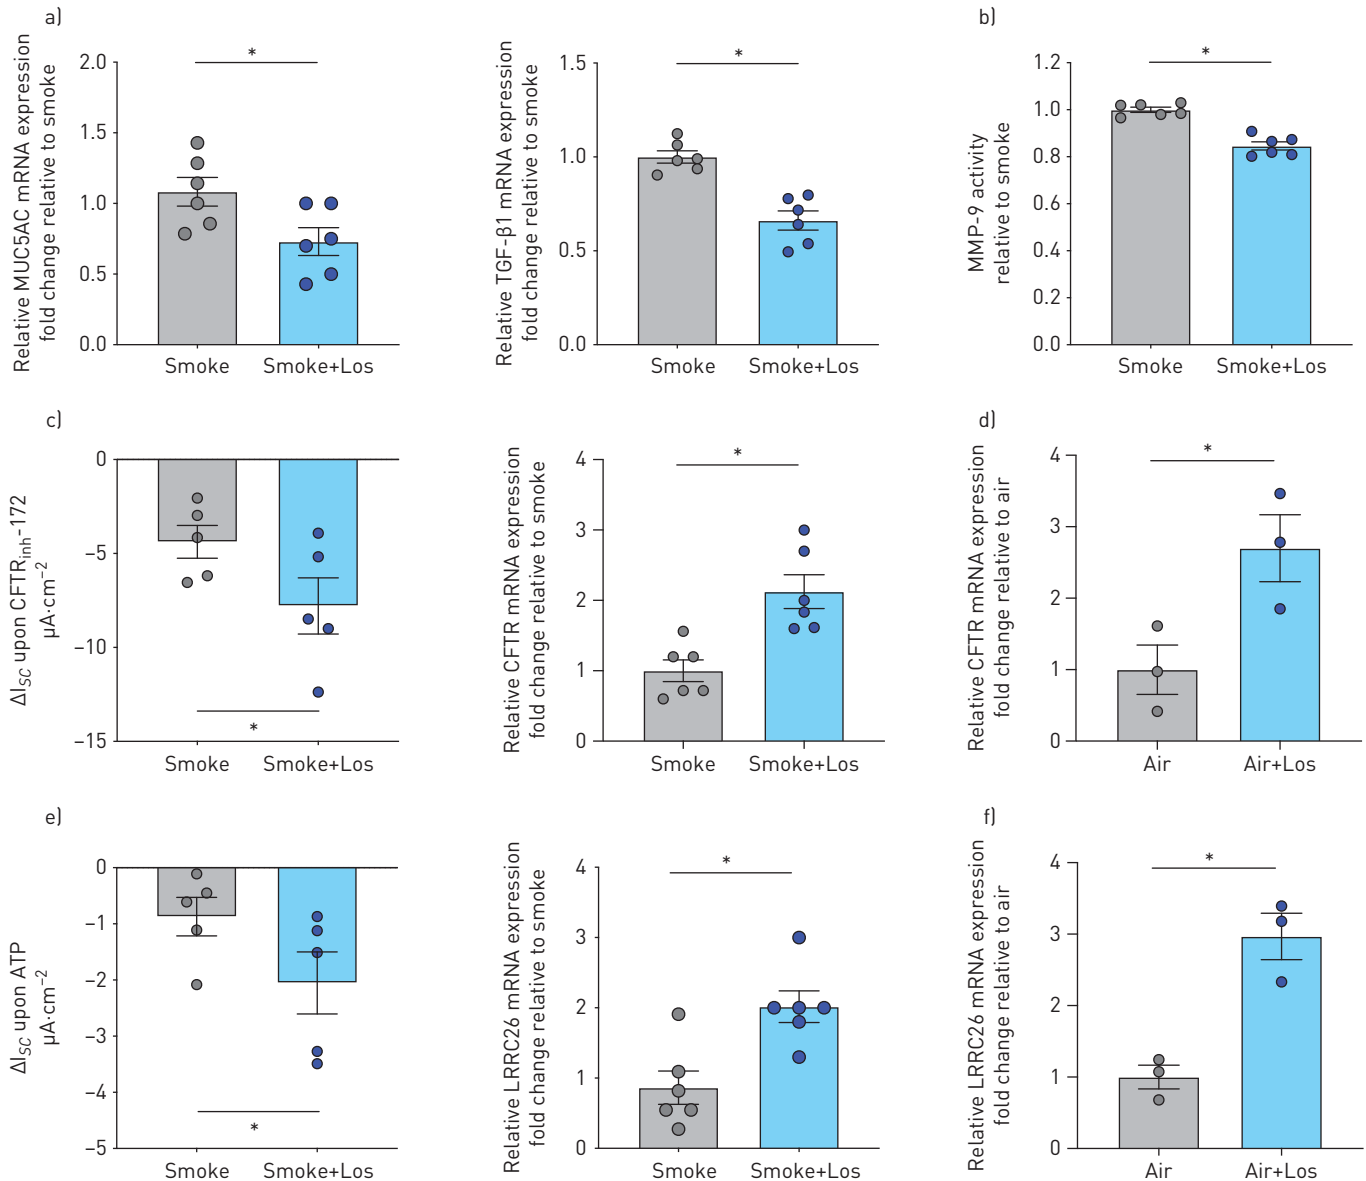 a)
Relative MUC5AC mRNA expression
fold change relative to smoke
2.0
1.5
1.0
0.5
0.0
*
Smoke
Smoke+Los
Relative TGF-β1 mRNA expression
fold change relative to smoke
1.5
1.0
0.5
0.0
*
Smoke
Smoke+Los
b)
MMP-9 activity
relative to smoke
1.2
1.0
0.8
0.6
0.4
0.2
0.0
*
Smoke
Smoke+Los
c)
ΔI_SC upon CFTR_inh-172
µA·cm⁻²
0
−5
−10
−15
*
Smoke
Smoke+Los
Relative CFTR mRNA expression
fold change relative to smoke
4
3
2
1
0
*
Smoke
Smoke+Los
d)
Relative CFTR mRNA expression
fold change relative to air
4
3
2
1
0
*
Air
Air+Los
e)
ΔI_SC upon ATP
µA·cm⁻²
0
−1
−2
−3
−4
−5
*
Smoke
Smoke+Los
Relative LRRC26 mRNA expression
fold change relative to smoke
4
3
2
1
0
*
Smoke
Smoke+Los
f)
Relative LRRC26 mRNA expression
fold change relative to air
4
3
2
1
0
*
Air
Air+Los